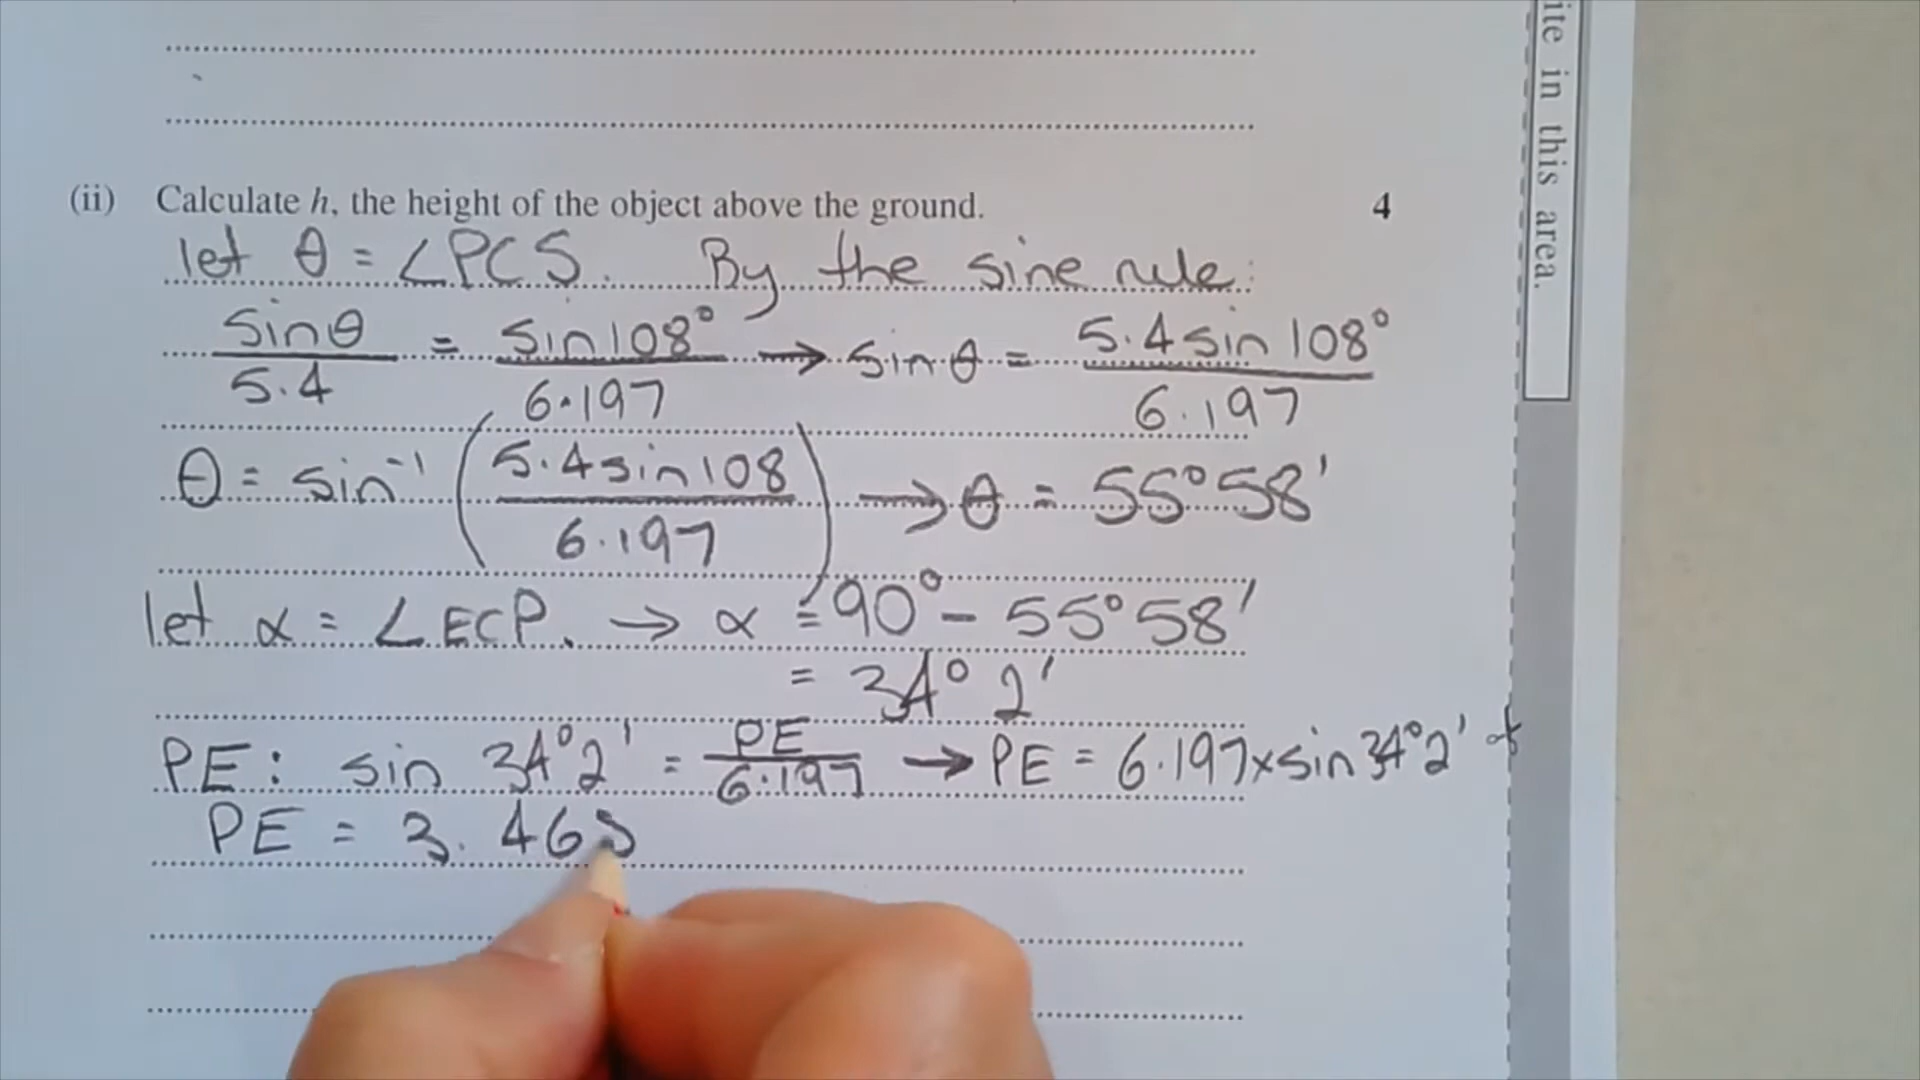 (ii) Calculate h, the height of the object above the ground. 4
let θ = ∠PCS. By the sine rule:
sinθ/5.4 = sin108°/6.197 → sinθ = 5.4sin108°/6.197
θ = sin⁻¹(5.4sin108/6.197) → θ = 55°58'
let α = ∠ECP. → α = 90° - 55°58'
= 34°2'
PE: sin 34°2' = PE/6.197 → PE = 6.197×sin34°2'
PE = 3.46
ite in this area.